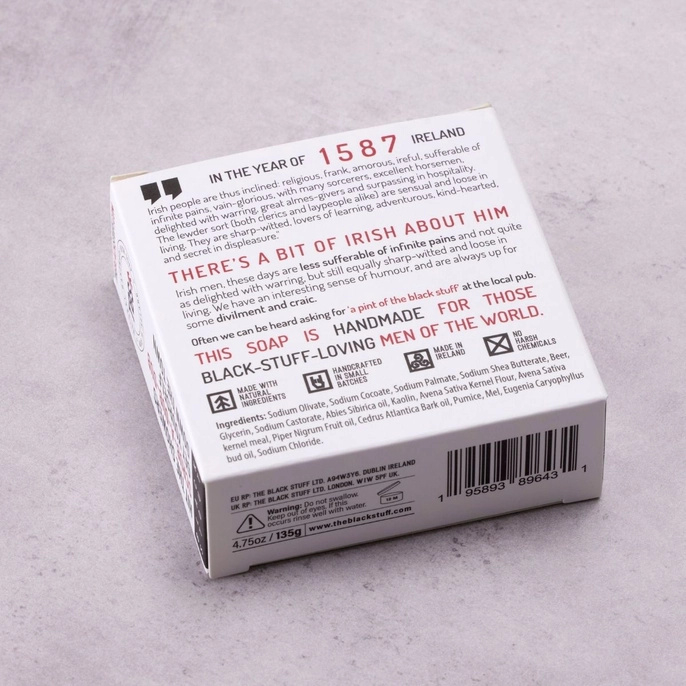 IN THE YEAR OF 1587 IRELAND
Irish people are thus inclined: religious, frank, amorous, ireful, sufferable of
infinite pains, vain-glorious, with many sorcerers, excellent horsemen,
delighted with warring, great almes-givers and surpassing in hospitality.
The lewder sort (both clerics and laypeople alike) are sensual and loose in
living. They are sharp-witted, lovers of learning, adventurous, kind-hearted,
and secret in displeasure."
THERE'S A BIT OF IRISH ABOUT HIM
Irish men, these days are less sufferable of infinite pains and not quite
as delighted with warring, but still equally sharp-witted and loose in
living. We have an interesting sense of humour, and are always up for
some divilment and craic.
Often we can be heard asking for 'a pint of the black stuff' at the local pub.
THIS SOAP IS HANDMADE FOR THOSE
BLACK-STUFF-LOVING MEN OF THE WORLD.
MADE WITH
NATURAL
INGREDIENTS
HANDCRAFTED
IN SMALL
BATCHES
MADE IN
IRELAND
NO
HARSH
CHEMICALS
Ingredients: Sodium Olivate, Sodium Cocoate, Sodium Palmate, Sodium Shea Butterate, Beer,
Glycerin, Sodium Castorate, Abies Sibirica oil, Kaolin, Avena Sativa Kernel Flour, Avena Sativa
kernel meal, Piper Nigrum Fruit oil, Cedrus Atlantica Bark oil, Pumice, Mel, Eugenia Caryophyllus
bud oil, Sodium Chloride.
EU RP: THE BLACK STUFF LTD. A94W3Y6. DUBLIN IRELAND
UK RP: THE BLACK STUFF LTD. LONDON. W1W 5PF UK.
Warning: Do not swallow.
Keep out of eyes. If this
occurs rinse well with water.
4.75oz / 135g
www.theblackstuff.com
1 95893 89643 1